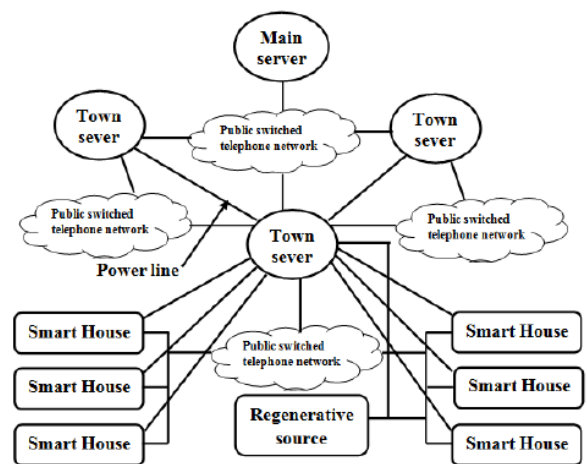 Main
server
Town
sever
Public switched
telephone network
Town
sever
Public switched
telephone network
Public switched
telephone network
Town
sever
Power line
Smart House
Smart House
Public switched
telephone network
Smart House
Smart House
Regenerative
source
Smart House
Smart House